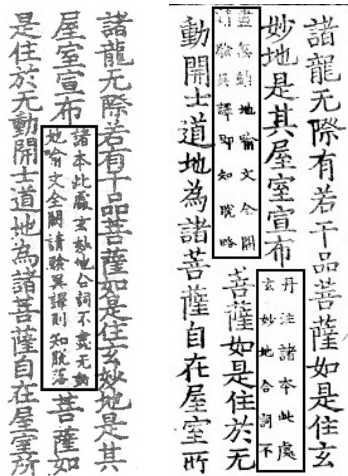 諸龍无際有若干品菩薩如是住玄
妙地是其屋室宣布
丹注諸本此處
玄妙地合詞不
盡無動地喻文全闕
請驗異譯即知脫略
菩薩如是住於无
動開士道地為諸菩薩自在屋室所
諸龍无際若有干品菩薩如是住玄妙地是其
屋室宣布
諸本此處玄妙地合詞不盡无動
地喻文全闕請驗異譯則知脫落
菩薩如
是住於无動開士道地為諸菩薩自在屋室所